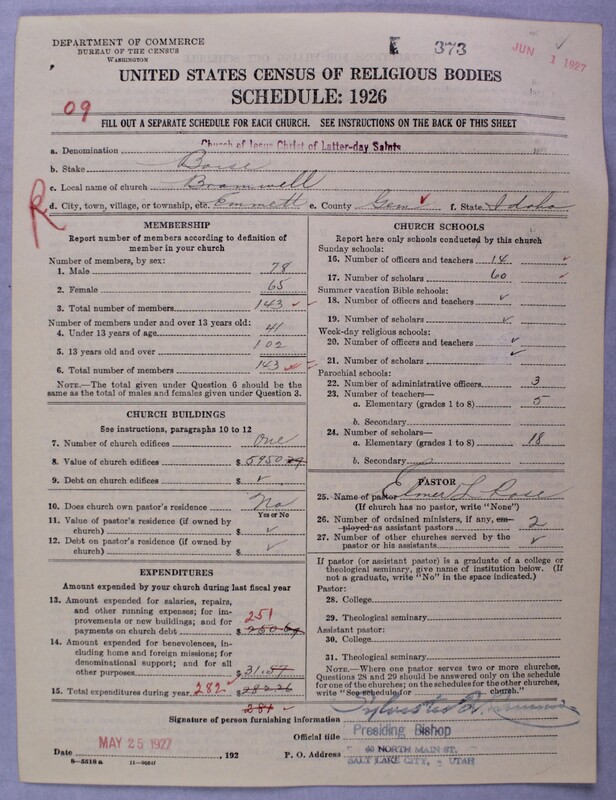 DEPARTMENT OF COMMERCE
BUREAU OF THE CENSUS
WASHINGTON
E 373
JUN 1 1927
UNITED STATES CENSUS OF RELIGIOUS BODIES
SCHEDULE: 1926
09
FILL OUT A SEPARATE SCHEDULE FOR EACH CHURCH. SEE INSTRUCTIONS ON THE BACK OF THIS SHEET
a. Denomination Church of Jesus Christ of Latter-day Saints
b. Stake Boise
c. Local name of church Bramwell
R
d. City, town, village, or township, etc. Emmett e. County Gem f. State Idaho
MEMBERSHIP
Report number of members according to definition of
member in your church
Number of members, by sex:
1. Male 78
2. Female 65
3. Total number of members 143
Number of members under and over 13 years old:
4. Under 13 years of age 41
5. 13 years old and over 102
6. Total number of members 143
NOTE.—The total given under Question 6 should be the
same as the total of males and females given under Question 3.
CHURCH BUILDINGS
See instructions, paragraphs 10 to 12
7. Number of church edifices One
8. Value of church edifices $ 5950
9. Debt on church edifices $
10. Does church own pastor's residence No
Yes or No
11. Value of pastor's residence (if owned by
church) $
12. Debt on pastor's residence (if owned by
church) $
EXPENDITURES
Amount expended by your church during last fiscal year
13. Amount expended for salaries, repairs,
and other running expenses; for im-
provements or new buildings; and for
payments on church debt $ 251
14. Amount expended for benevolences,
including home and foreign missions; for
denominational support; and for all
other purposes $ 31.57
15. Total expenditures during year 282 $
281
CHURCH SCHOOLS
Report here only schools conducted by this church
Sunday schools:
16. Number of officers and teachers 14
17. Number of scholars 60
Summer vacation Bible schools:
18. Number of officers and teachers
19. Number of scholars
Week-day religious schools:
20. Number of officers and teachers
21. Number of scholars
Parochial schools:
22. Number of administrative officers 3
23. Number of teachers—
a. Elementary (grades 1 to 8) 5
b. Secondary
24. Number of scholars—
a. Elementary (grades 1 to 8) 18
b. Secondary
PASTOR
25. Name of pastor Elmer L. Rose
(If church has no pastor, write "None")
26. Number of ordained ministers, if any, em-
ployed as assistant pastors 2
27. Number of other churches served by the
pastor or his assistants
If pastor (or assistant pastor) is a graduate of a college or
theological seminary, give name of institution below. (If
not a graduate, write "No" in the space indicated.)
Pastor:
28. College
29. Theological seminary
Assistant pastor:
30. College
31. Theological seminary
NOTE.—Where one pastor serves two or more churches,
Questions 28 and 29 should be answered only on the schedule
for one of the churches; on the schedules for the other churches,
write "See schedule for church."
Signature of person furnishing information Sylvester Q. Cannon
Official title Presiding Bishop
Date MAY 25 1927, 192 P. O. Address 40 NORTH MAIN ST.
SALT LAKE CITY, UTAH
8-5518 a